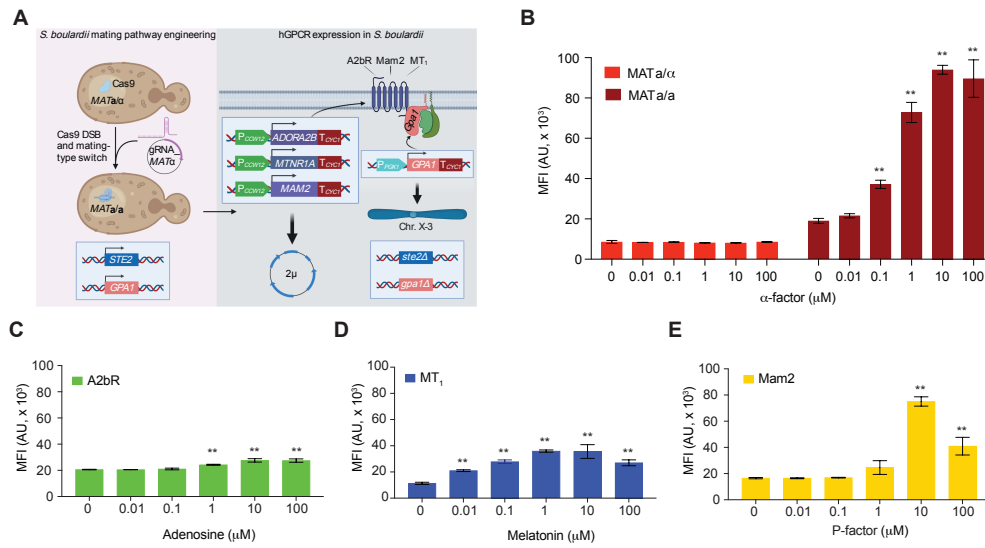 A
S. boulardii mating pathway engineering
hGPCR expression in S. boulardii
Cas9
MATa/α
Cas9 DSB
and mating-
type switch
gRNA
MATα
MATa/a
STE2
GPA1
A2bR Mam2 MT1
Gpa1
PCCW12 ADORA2B TCYC1
PCCW12 MTNR1A TCYC1
PCCW12 MAM2 TCYC1
2μ
PPGK1 GPA1 TCYC1
Chr. X-3
ste2Δ
gpa1Δ
B
MFI (AU, x 10³)
100
80
60
40
20
0
MATa/α
MATa/a
**
**
**
**
0 0.01 0.1 1 10 100 0 0.01 0.1 1 10 100
α-factor (μM)
C
MFI (AU, x 10³)
100
80
60
40
20
0
A2bR
** ** **
0 0.01 0.1 1 10 100
Adenosine (μM)
D
MFI (AU, x 10³)
100
80
60
40
20
0
MT1
** ** ** ** **
0 0.01 0.1 1 10 100
Melatonin (μM)
E
MFI (AU, x 10³)
100
80
60
40
20
0
Mam2
**
**
0 0.01 0.1 1 10 100
P-factor (μM)